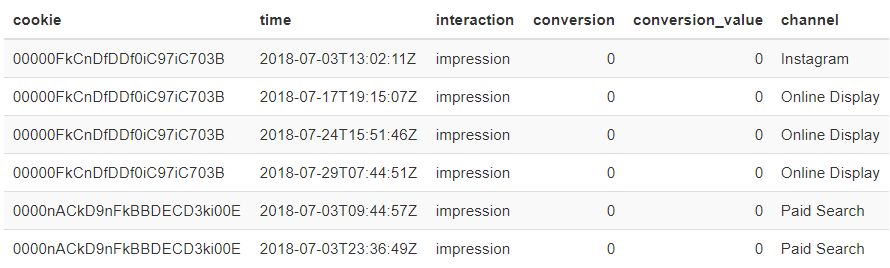 cookie time interaction conversion conversion_value channel
00000FkCnDfDDf0iC97iC703B 2018-07-03T13:02:11Z impression 0 0 Instagram
00000FkCnDfDDf0iC97iC703B 2018-07-17T19:15:07Z impression 0 0 Online Display
00000FkCnDfDDf0iC97iC703B 2018-07-24T15:51:46Z impression 0 0 Online Display
00000FkCnDfDDf0iC97iC703B 2018-07-29T07:44:51Z impression 0 0 Online Display
0000nACkD9nFkBBDECD3ki00E 2018-07-03T09:44:57Z impression 0 0 Paid Search
0000nACkD9nFkBBDECD3ki00E 2018-07-03T23:36:49Z impression 0 0 Paid Search